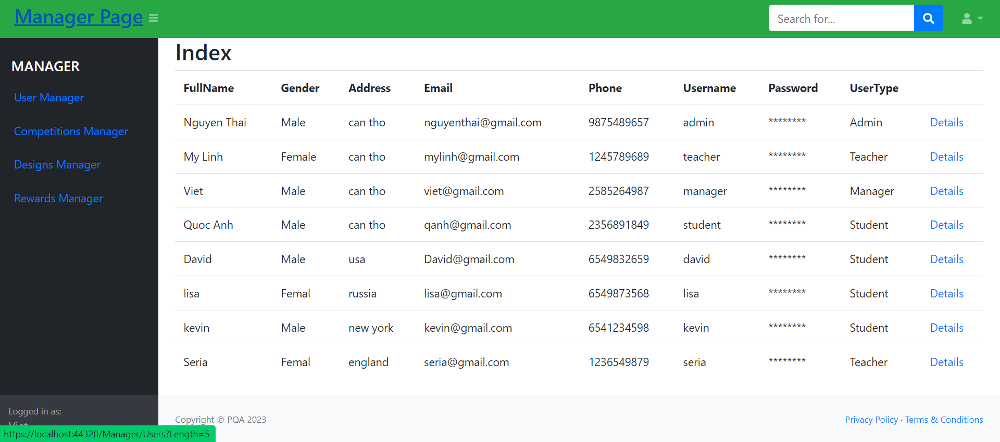 Manager Page
Search for...
MANAGER
User Manager
Competitions Manager
Designs Manager
Rewards Manager
Logged in as:
Viet
https://localhost:44328/Manager/Users?Length=5
Index
FullName Gender Address Email Phone Username Password UserType
Nguyen Thai Male can tho nguyenthai@gmail.com 9875489657 admin ******** Admin Details
My Linh Female can tho mylinh@gmail.com 1245789689 teacher ******** Teacher Details
Viet Male can tho viet@gmail.com 2585264987 manager ******** Manager Details
Quoc Anh Male can tho qanh@gmail.com 2356891849 student ******** Student Details
David Male usa David@gmail.com 6549832659 david ******** Student Details
lisa Femal russia lisa@gmail.com 6549873568 lisa ******** Student Details
kevin Male new york kevin@gmail.com 6541234598 kevin ******** Student Details
Seria Femal england seria@gmail.com 1236549879 seria ******** Teacher Details
Copyright © PQA 2023
Privacy Policy · Terms & Conditions